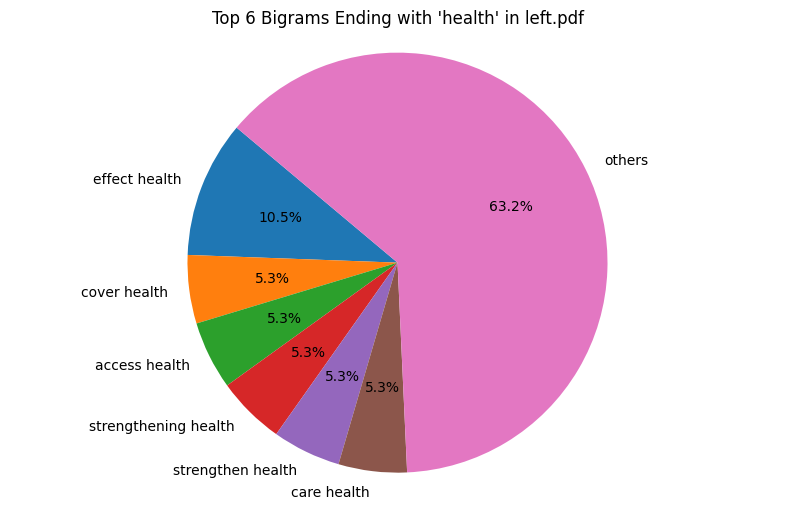 Top 6 Bigrams Ending with 'health' in left.pdf
others
63.2%
effect health
10.5%
cover health
5.3%
access health
5.3%
strengthening health
5.3%
strengthen health
5.3%
care health
5.3%